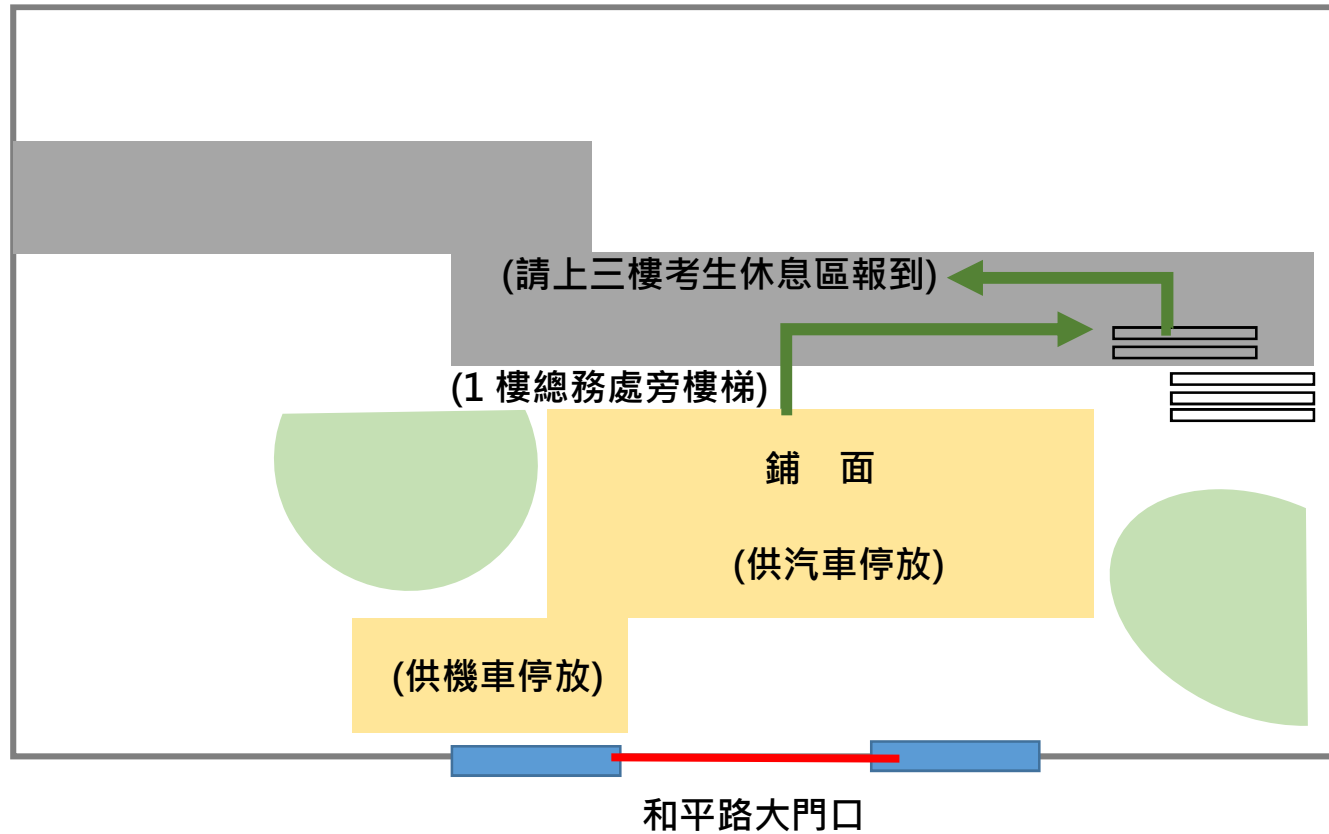 (請上三樓考生休息區報到)
(1 樓總務處旁樓梯)
鋪　面
(供汽車停放)
(供機車停放)
和平路大門口